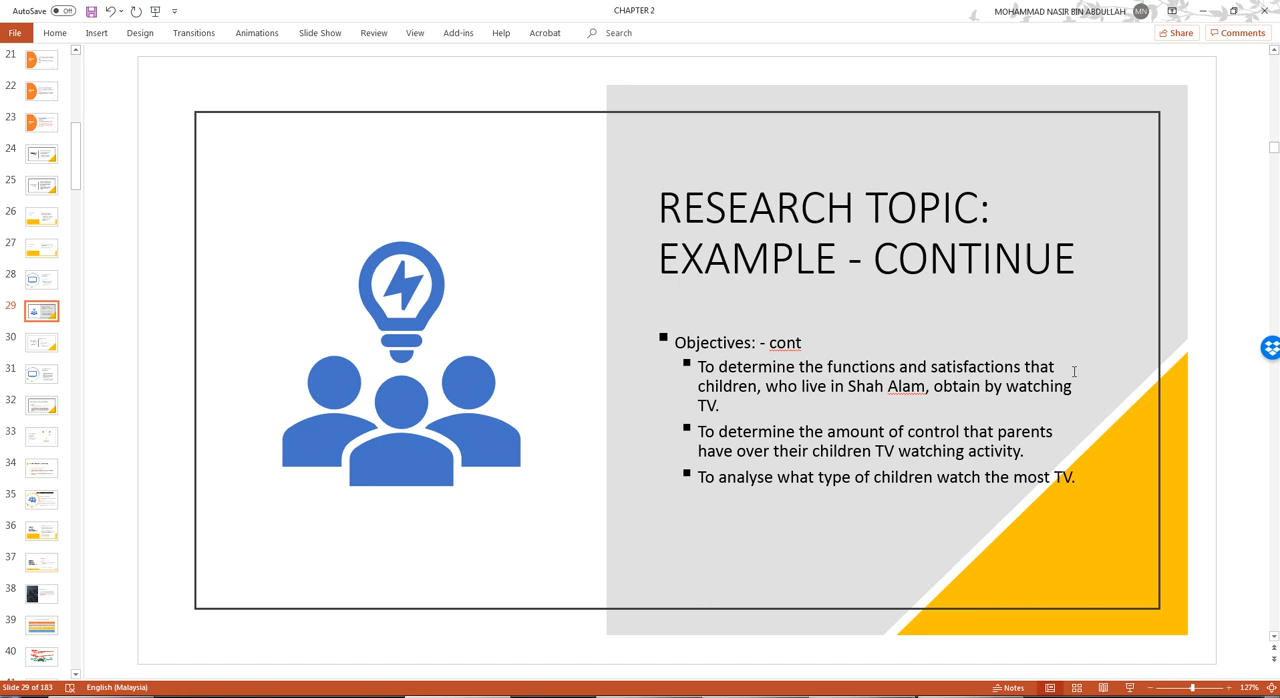 AutoSave Off CHAPTER 2 MOHAMMAD NASIR BIN ABDULLAH MN
File Home Insert Design Transitions Animations Slide Show Review View Add-ins Help Acrobat Search Share Comments
21
22
23
24
25
26
27
28
29
30
31
32
33
34
35
36
37
38
39
40
RESEARCH TOPIC:
EXAMPLE - CONTINUE
Objectives: - cont
To determine the functions and satisfactions that
children, who live in Shah Alam, obtain by watching
TV.
To determine the amount of control that parents
have over their children TV watching activity.
To analyse what type of children watch the most TV.
Slide 29 of 183 English (Malaysia) Notes 127%